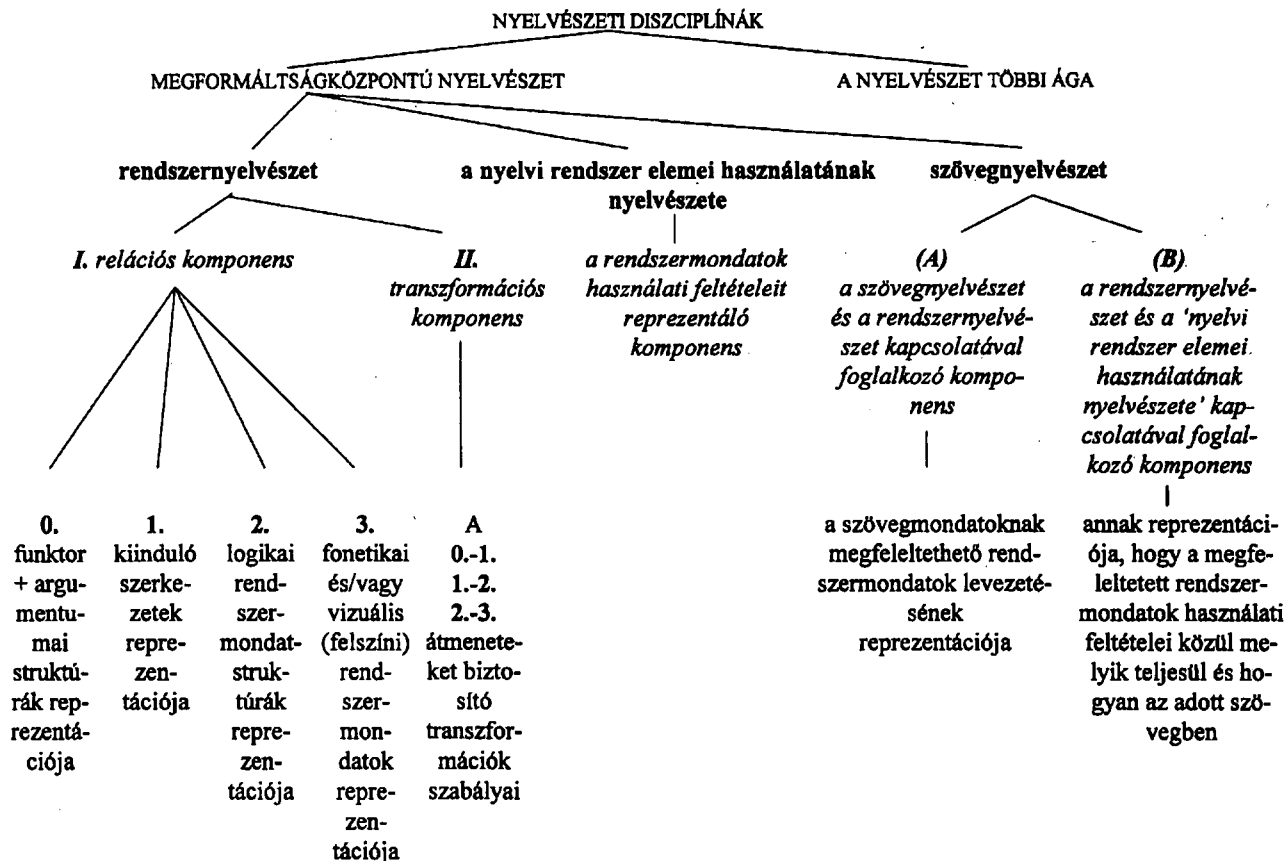 NYELVÉSZETI DISZCIPLÍNÁK
MEGFORMÁLTSÁGKÖZPONTÚ NYELVÉSZET
A NYELVÉSZET TÖBBI ÁGA
rendszernyelvészet
a nyelvi rendszer elemei használatának
nyelvészete
szövegnyelvészet
I. relációs komponens
II.
transzformációs
komponens
a rendszermondatok
használati feltételeit
reprezentáló
komponens
(A)
a szövegnyelvészet
és a rendszernyelvé-
szet kapcsolatával
foglalkozó kompo-
nens
(B)
a rendszernyelvé-
szet és a 'nyelvi
rendszer elemei
használatának
nyelvészete' kap-
csolatával foglal-
kozó komponens
0.
funktor
+ argu-
mentu-
mai
struktú-
rák rep-
rezentá-
ciója
1.
kiinduló
szerke-
zetek
repre-
zen-
tációja
2.
logikai
rend-
szer-
mondat-
struk-
túrák
repre-
zen-
tációja
3.
fonetikai
és/vagy
vizuális
(felszíni)
rend-
szer-
mon-
datok
repre-
zen-
tációja
A
0.-1.
1.-2.
2.-3.
átmenete-
ket bizto-
sító
transzfor-
mációk
szabályai
a szövegmondatoknak
megfeleltethető rend-
szermondatok levezeté-
sének
reprezentációja
annak reprezentáci-
ója, hogy a megfe-
leltetett rendszer-
mondatok használati
feltételei közül me-
lyik teljesül és ho-
gyan az adott szö-
vegben